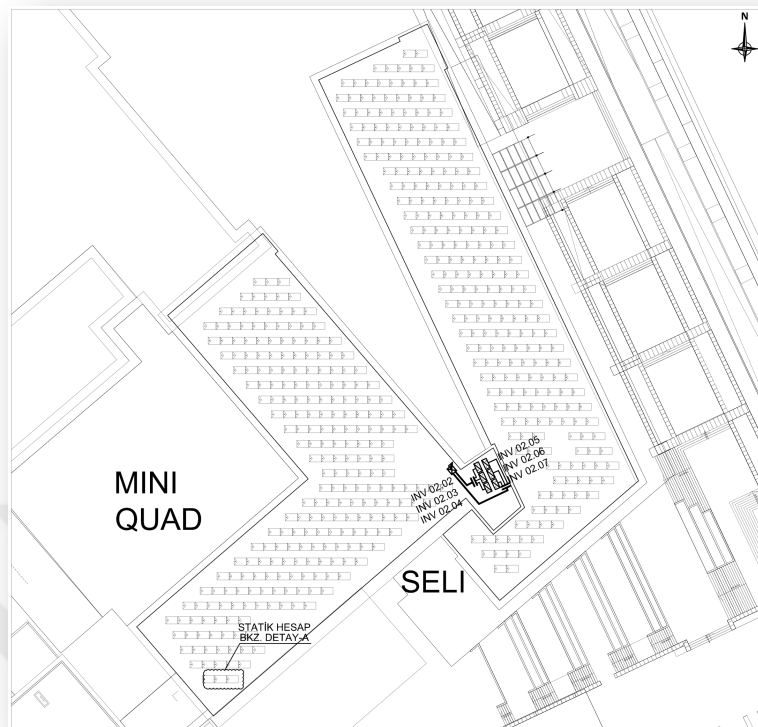 N
INV 02.05
INV 02.06
INV 02.07
INV 02.02
INV 02.03
INV 02.04
MINI
QUAD
SELI
STATİK HESAP
BKZ. DETAY-A